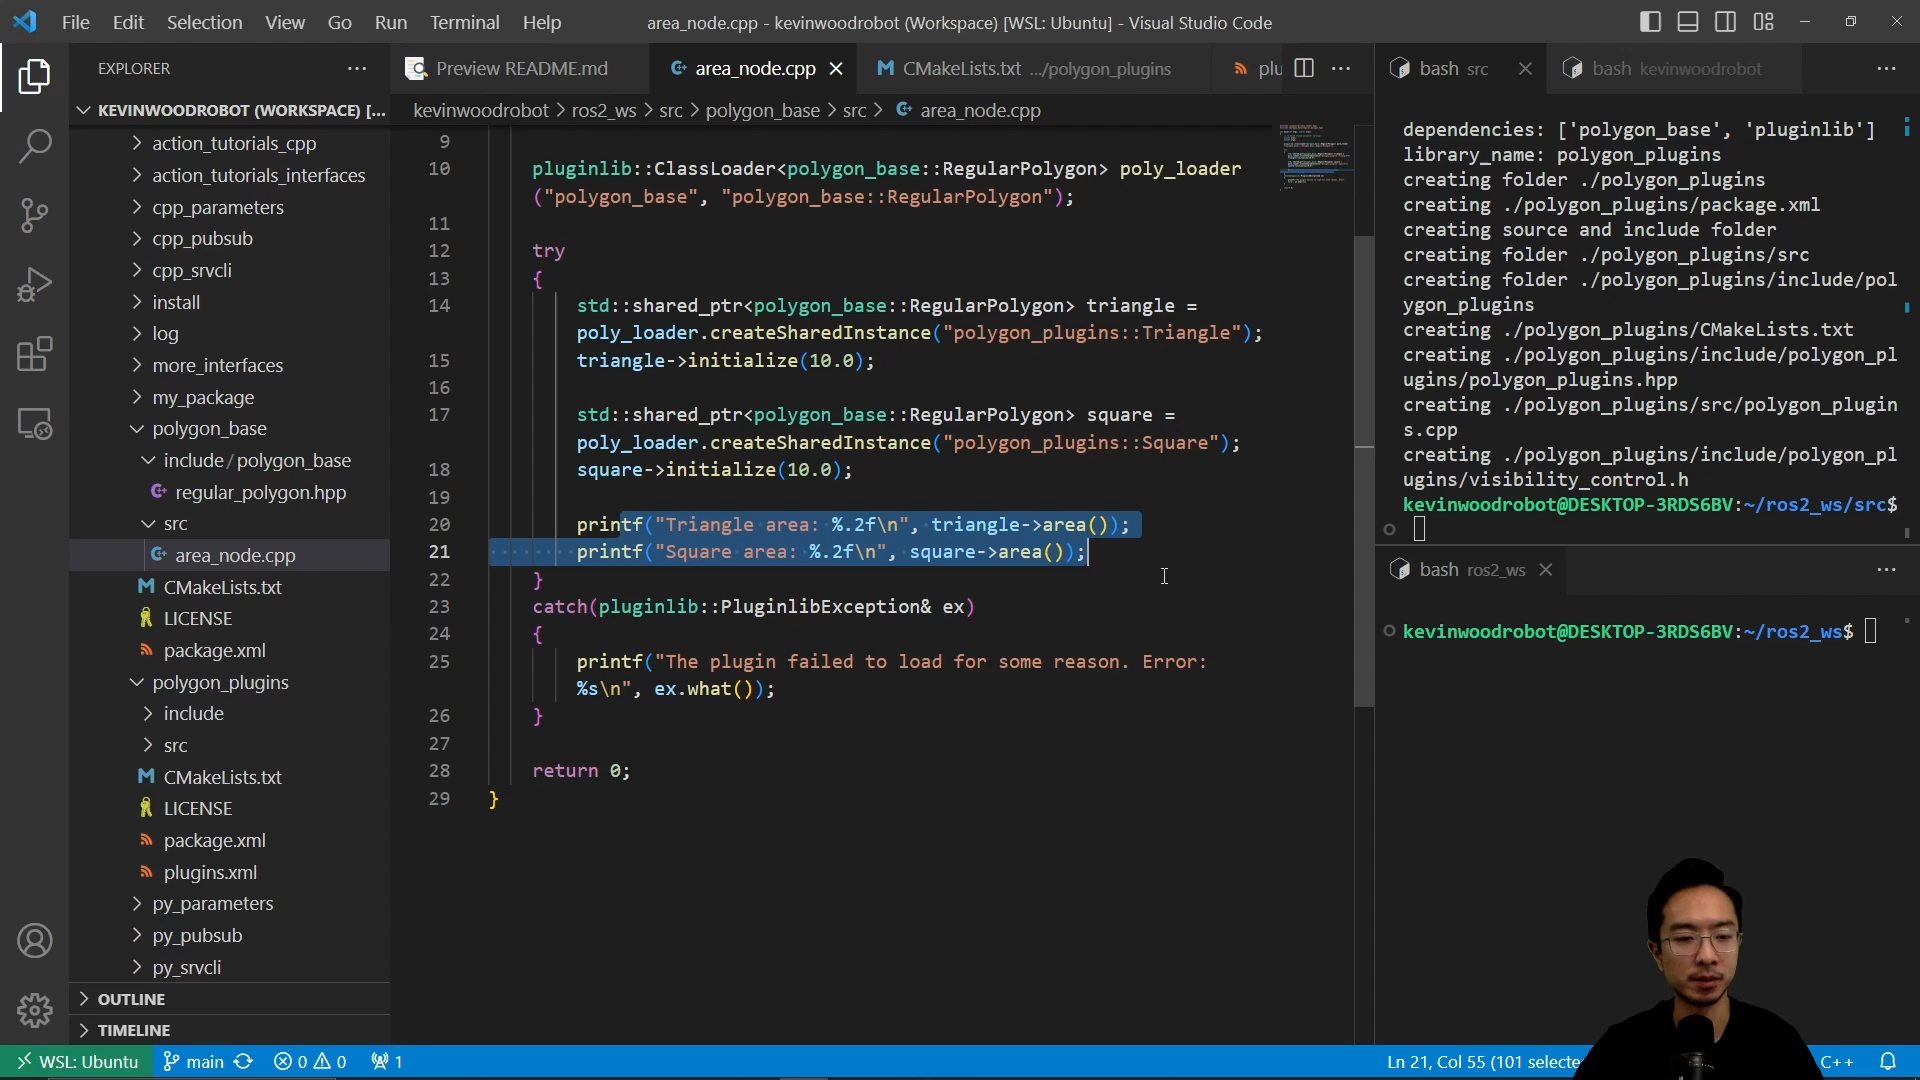 File Edit Selection View Go Run Terminal Help
area_node.cpp - kevinwoodrobot (Workspace) [WSL: Ubuntu] - Visual Studio Code
EXPLORER
KEVINWOODROBOT (WORKSPACE) [...
action_tutorials_cpp
action_tutorials_interfaces
cpp_parameters
cpp_pubsub
cpp_srvcli
install
log
more_interfaces
my_package
polygon_base
include/polygon_base
regular_polygon.hpp
src
area_node.cpp
CMakeLists.txt
LICENSE
package.xml
polygon_plugins
include
src
CMakeLists.txt
LICENSE
package.xml
plugins.xml
py_parameters
py_pubsub
py_srvcli
OUTLINE
TIMELINE
Preview README.md
area_node.cpp
CMakeLists.txt .../polygon_plugins
plu
kevinwoodrobot > ros2_ws > src > polygon_base > src > area_node.cpp
9
10 pluginlib::ClassLoader<polygon_base::RegularPolygon> poly_loader
("polygon_base", "polygon_base::RegularPolygon");
11
12 try
13 {
14 std::shared_ptr<polygon_base::RegularPolygon> triangle =
poly_loader.createSharedInstance("polygon_plugins::Triangle");
15 triangle->initialize(10.0);
16
17 std::shared_ptr<polygon_base::RegularPolygon> square =
poly_loader.createSharedInstance("polygon_plugins::Square");
18 square->initialize(10.0);
19
20 printf("Triangle area: %.2f\n", triangle->area());
21 printf("Square area: %.2f\n", square->area());
22 }
23 catch(pluginlib::PluginlibException& ex)
24 {
25 printf("The plugin failed to load for some reason. Error:
%s\n", ex.what());
26 }
27
28 return 0;
29 }
bash src
bash kevinwoodrobot
dependencies: ['polygon_base', 'pluginlib']
library_name: polygon_plugins
creating folder ./polygon_plugins
creating ./polygon_plugins/package.xml
creating source and include folder
creating folder ./polygon_plugins/src
creating folder ./polygon_plugins/include/pol
ygon_plugins
creating ./polygon_plugins/CMakeLists.txt
creating ./polygon_plugins/include/polygon_pl
ugins/polygon_plugins.hpp
creating ./polygon_plugins/src/polygon_plugin
s.cpp
creating ./polygon_plugins/include/polygon_pl
ugins/visibility_control.h
kevinwoodrobot@DESKTOP-3RDS6BV:~/ros2_ws/src$
bash ros2_ws
kevinwoodrobot@DESKTOP-3RDS6BV:~/ros2_ws$
WSL: Ubuntu main 0 0 1
Ln 21, Col 55 (101 selecte
C++